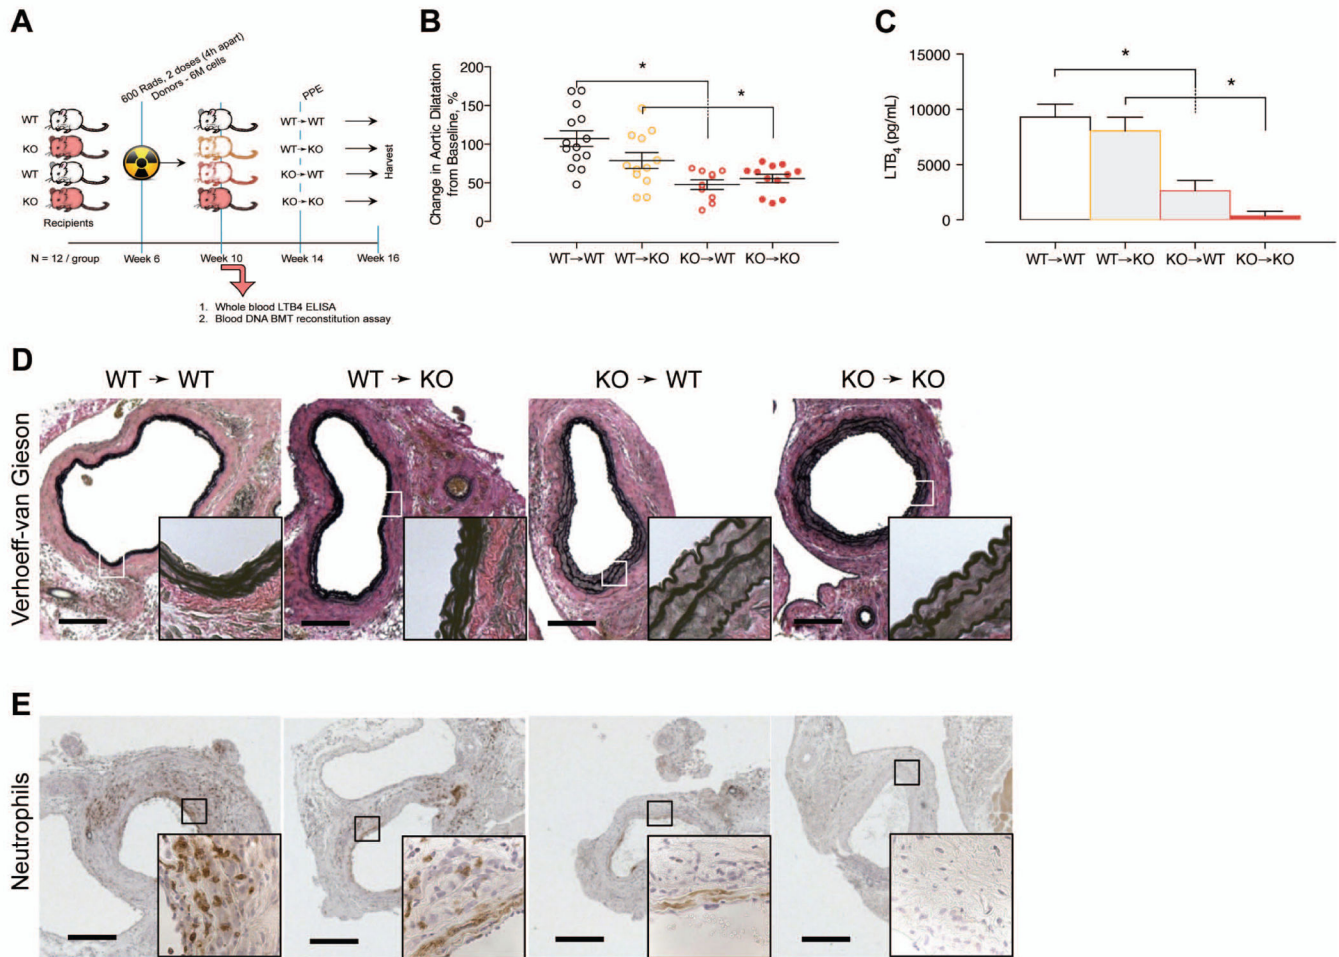 A
600 Rads, 2 doses (4h apart)
Donors - 6M cells
PPE
WT
WT→WT
KO
WT→KO
WT
KO→WT
KO
KO→KO
Harvest
Recipients
N = 12 / group
Week 6
Week 10
Week 14
Week 16
1. Whole blood LTB4 ELISA
2. Blood DNA BMT reconstitution assay
B
Change in Aortic Dilatation
from Baseline, %
200
150
100
50
0
*
*
WT→WT
WT→KO
KO→WT
KO→KO
C
LTB4 (pg/mL)
15000
10000
5000
0
*
*
WT→WT
WT→KO
KO→WT
KO→KO
D
WT → WT
WT → KO
KO → WT
KO → KO
Verhoeff-van Gieson
E
Neutrophils